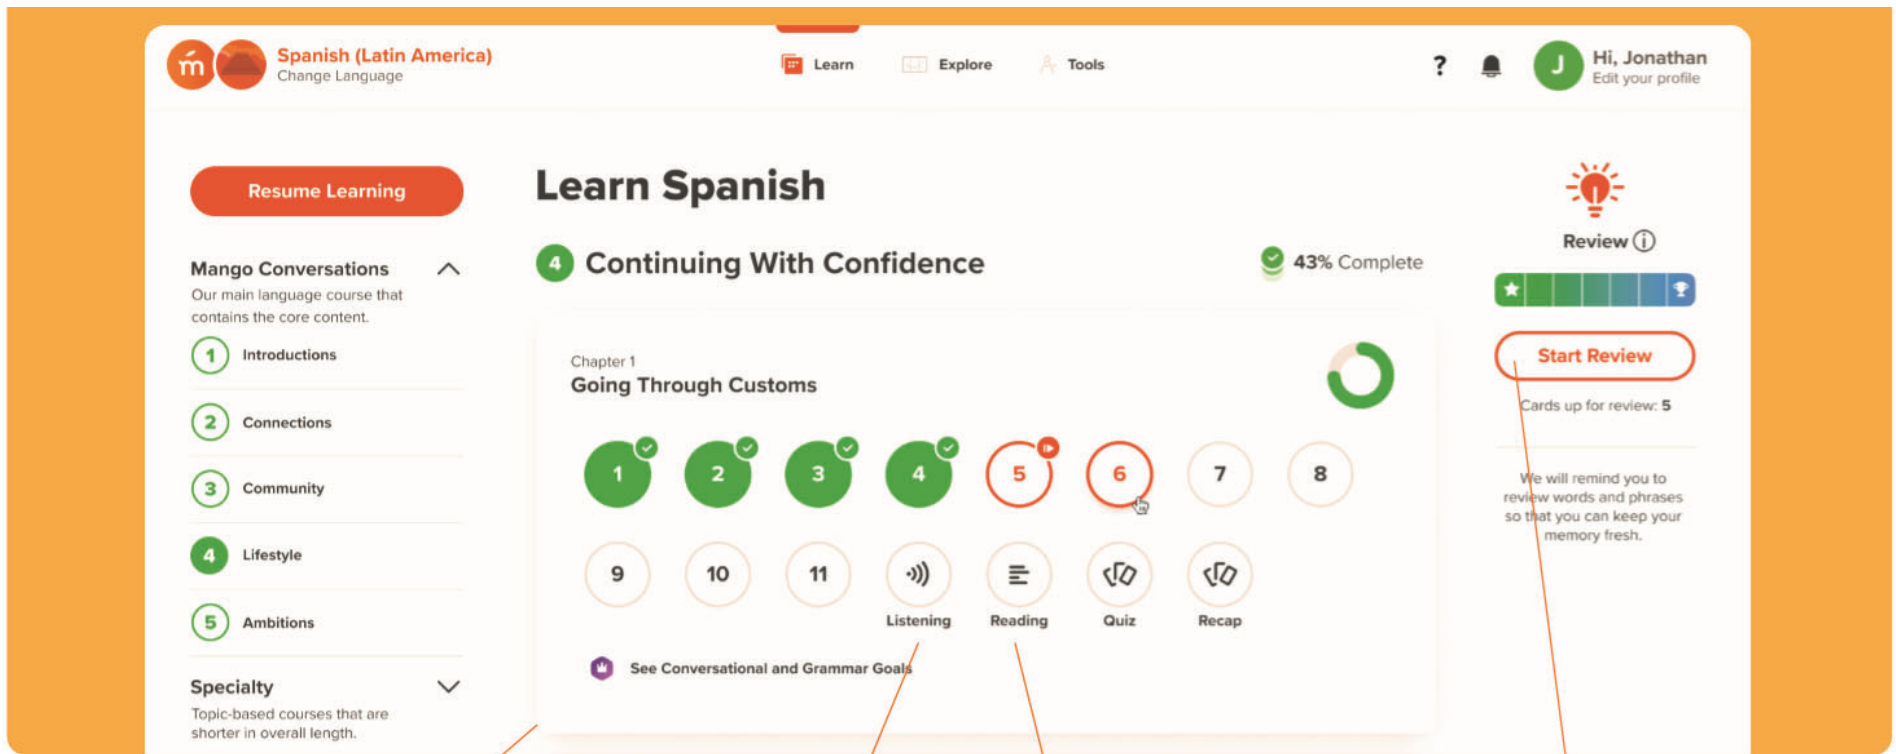 ḿ
Spanish (Latin America)
Change Language
Learn
Explore
Tools
?
J
Hi, Jonathan
Edit your profile
Resume Learning
Mango Conversations
Our main language course that
contains the core content.
1 Introductions
2 Connections
3 Community
4 Lifestyle
5 Ambitions
Specialty
Topic-based courses that are
shorter in overall length.
Learn Spanish
4 Continuing With Confidence
43% Complete
Chapter 1
Going Through Customs
1 2 3 4 5 6 7 8
9 10 11
Listening Reading Quiz Recap
See Conversational and Grammar Goals
Review i
Start Review
Cards up for review: 5
We will remind you to
review words and phrases
so that you can keep your
memory fresh.